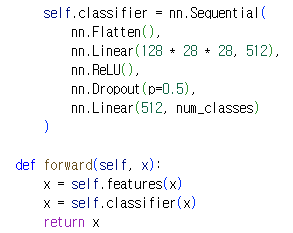 self.classifier = nn.Sequential(
nn.Flatten(),
nn.Linear(128 * 28 * 28, 512),
nn.ReLU(),
nn.Dropout(p=0.5),
nn.Linear(512, num_classes)
)
def forward(self, x):
x = self.features(x)
x = self.classifier(x)
return x